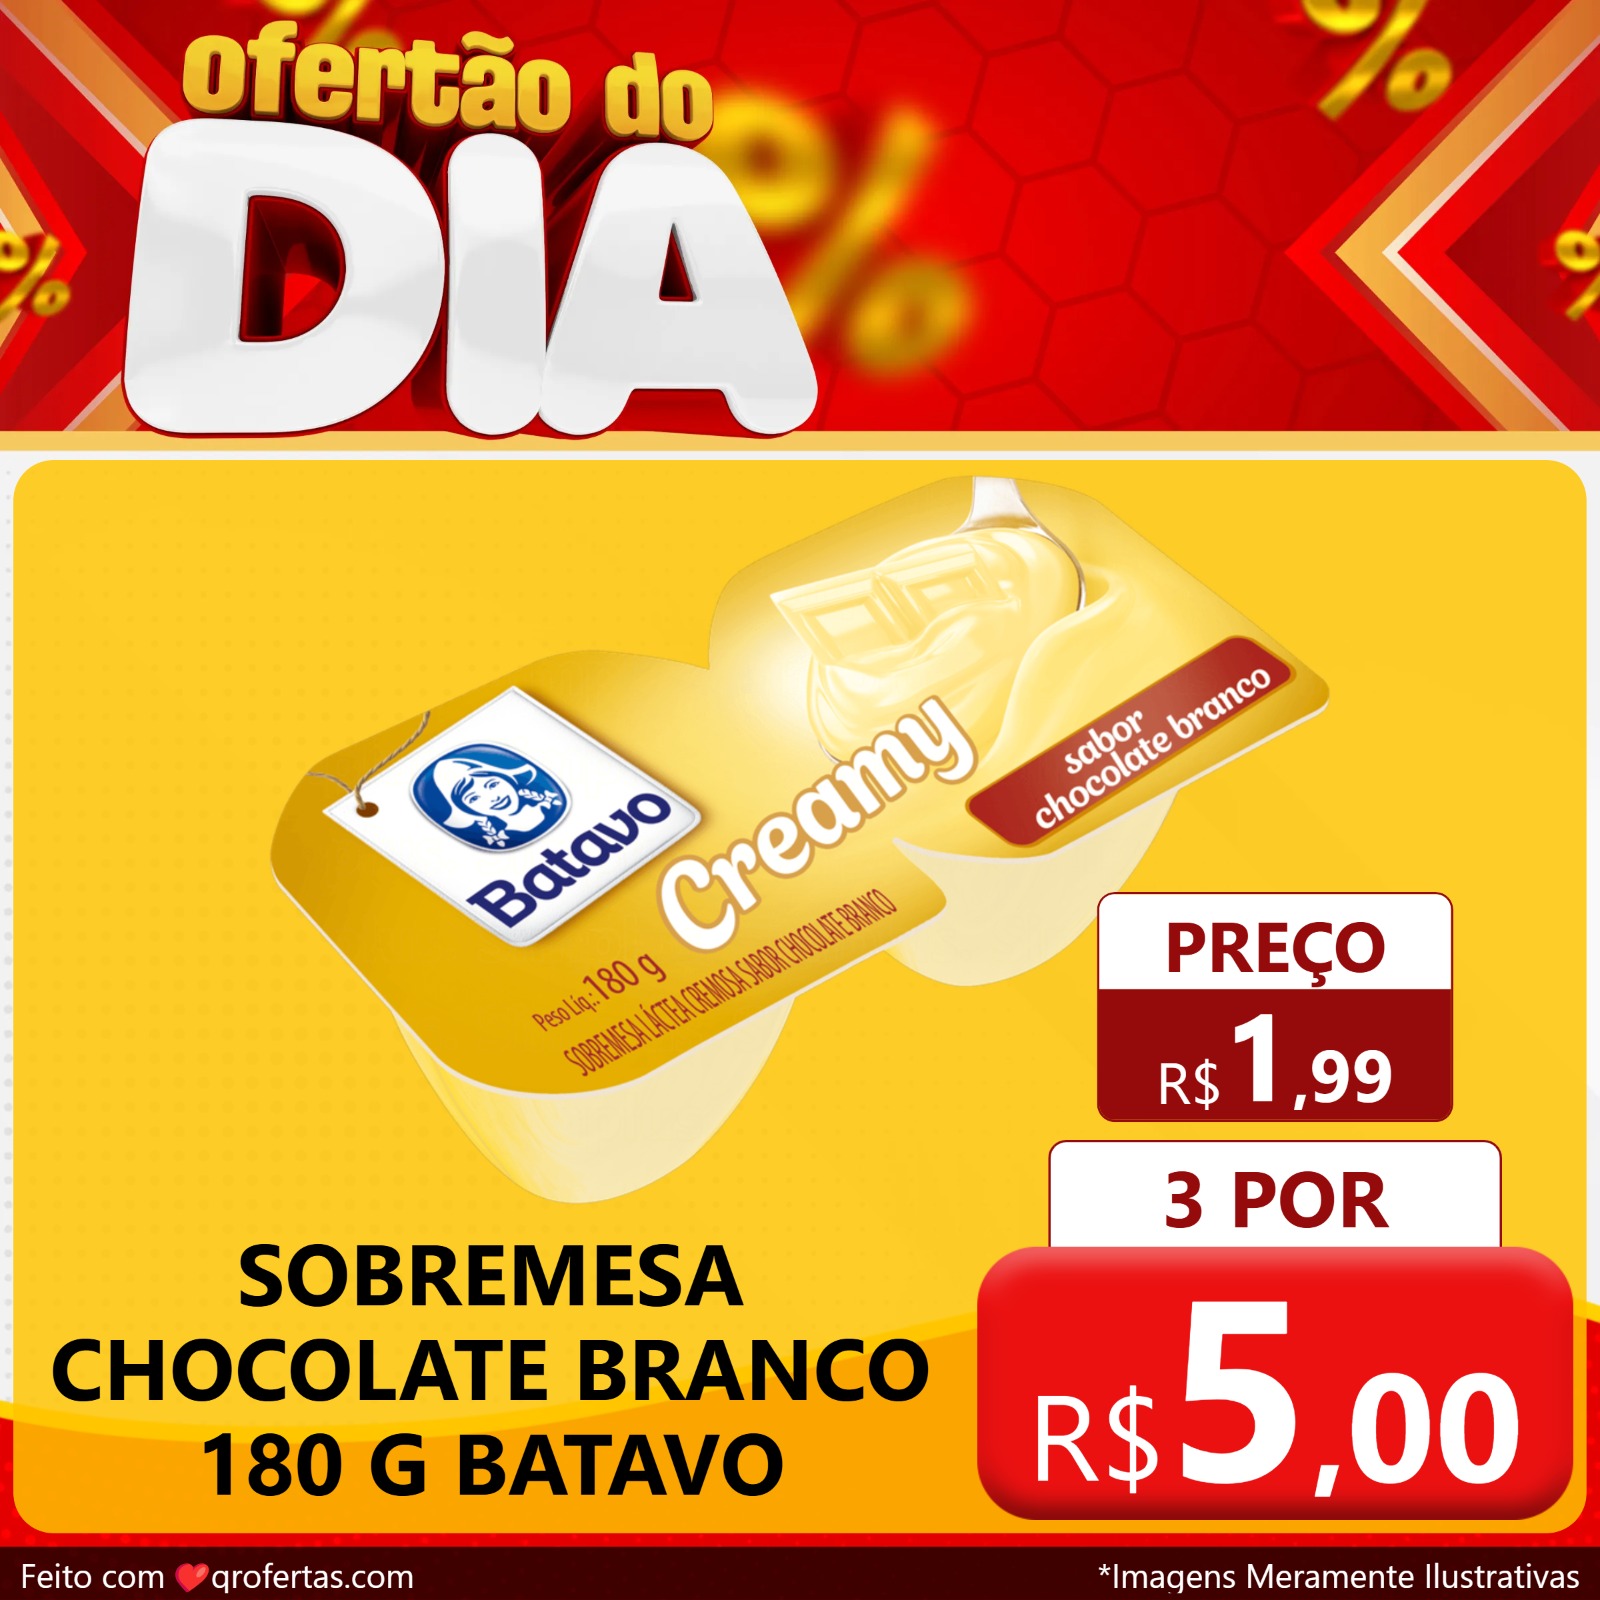 ofertão do
DIA
Batavo
Creamy
sabor
chocolate branco
Peso Líq.:180 g
SOBREMESA LÁCTEA CREMOSA SABOR CHOCOLATE BRANCO
PREÇO
R$ 1,99
3 POR
R$ 5,00
SOBREMESA
CHOCOLATE BRANCO
180 G BATAVO
Feito com ❤️qrofertas.com
*Imagens Meramente Ilustrativas